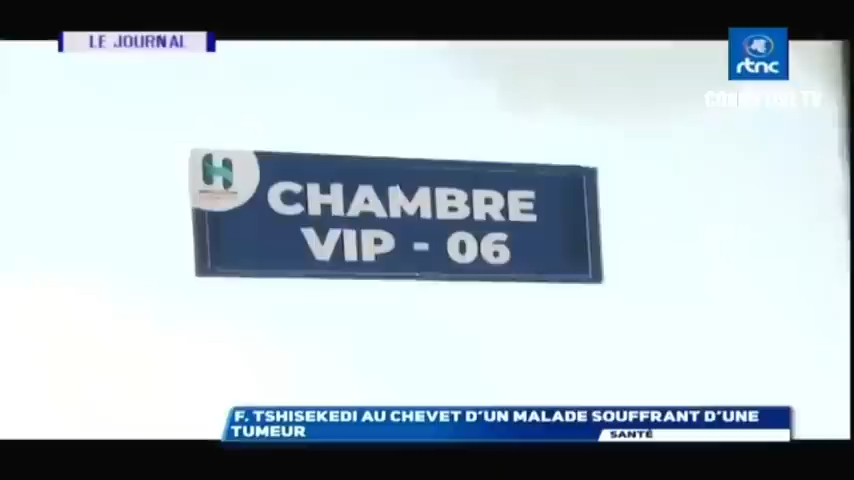 LE JOURNAL
rtnc
CHAMBRE
VIP - 06
F. TSHISEKEDI AU CHEVET D'UN MALADE SOUFFRANT D'UNE
TUMEUR
SANTÉ